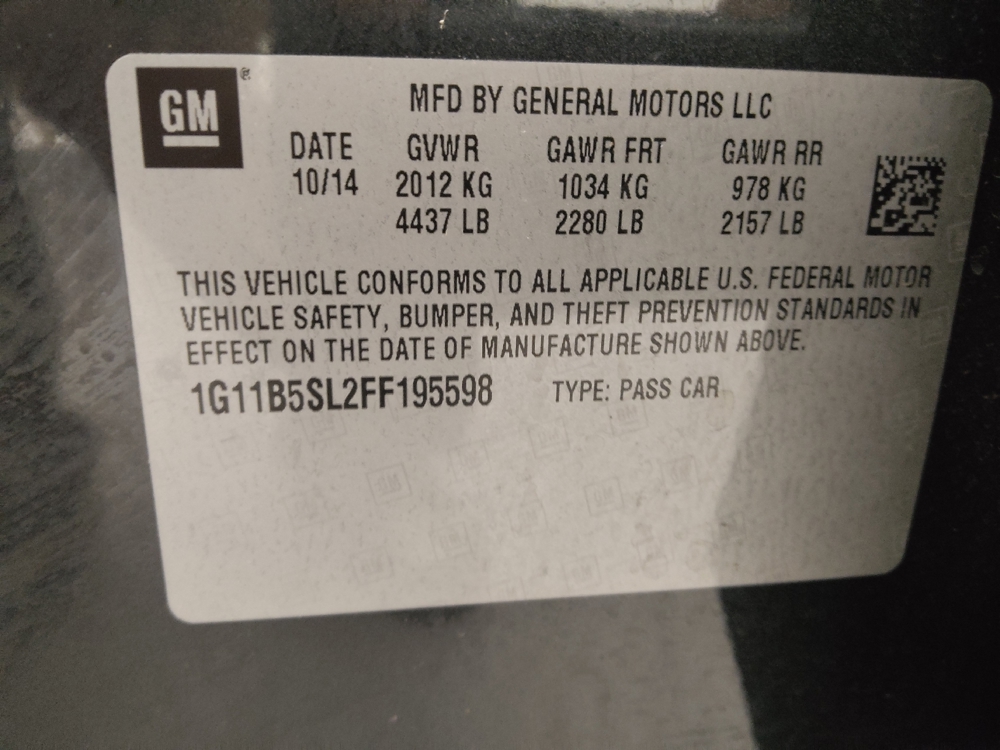 GM ®
MFD BY GENERAL MOTORS LLC
DATE GVWR GAWR FRT GAWR RR
10/14 2012 KG 1034 KG 978 KG
4437 LB 2280 LB 2157 LB
THIS VEHICLE CONFORMS TO ALL APPLICABLE U.S. FEDERAL MOTOR
VEHICLE SAFETY, BUMPER, AND THEFT PREVENTION STANDARDS IN
EFFECT ON THE DATE OF MANUFACTURE SHOWN ABOVE.
1G11B5SL2FF195598 TYPE: PASS CAR